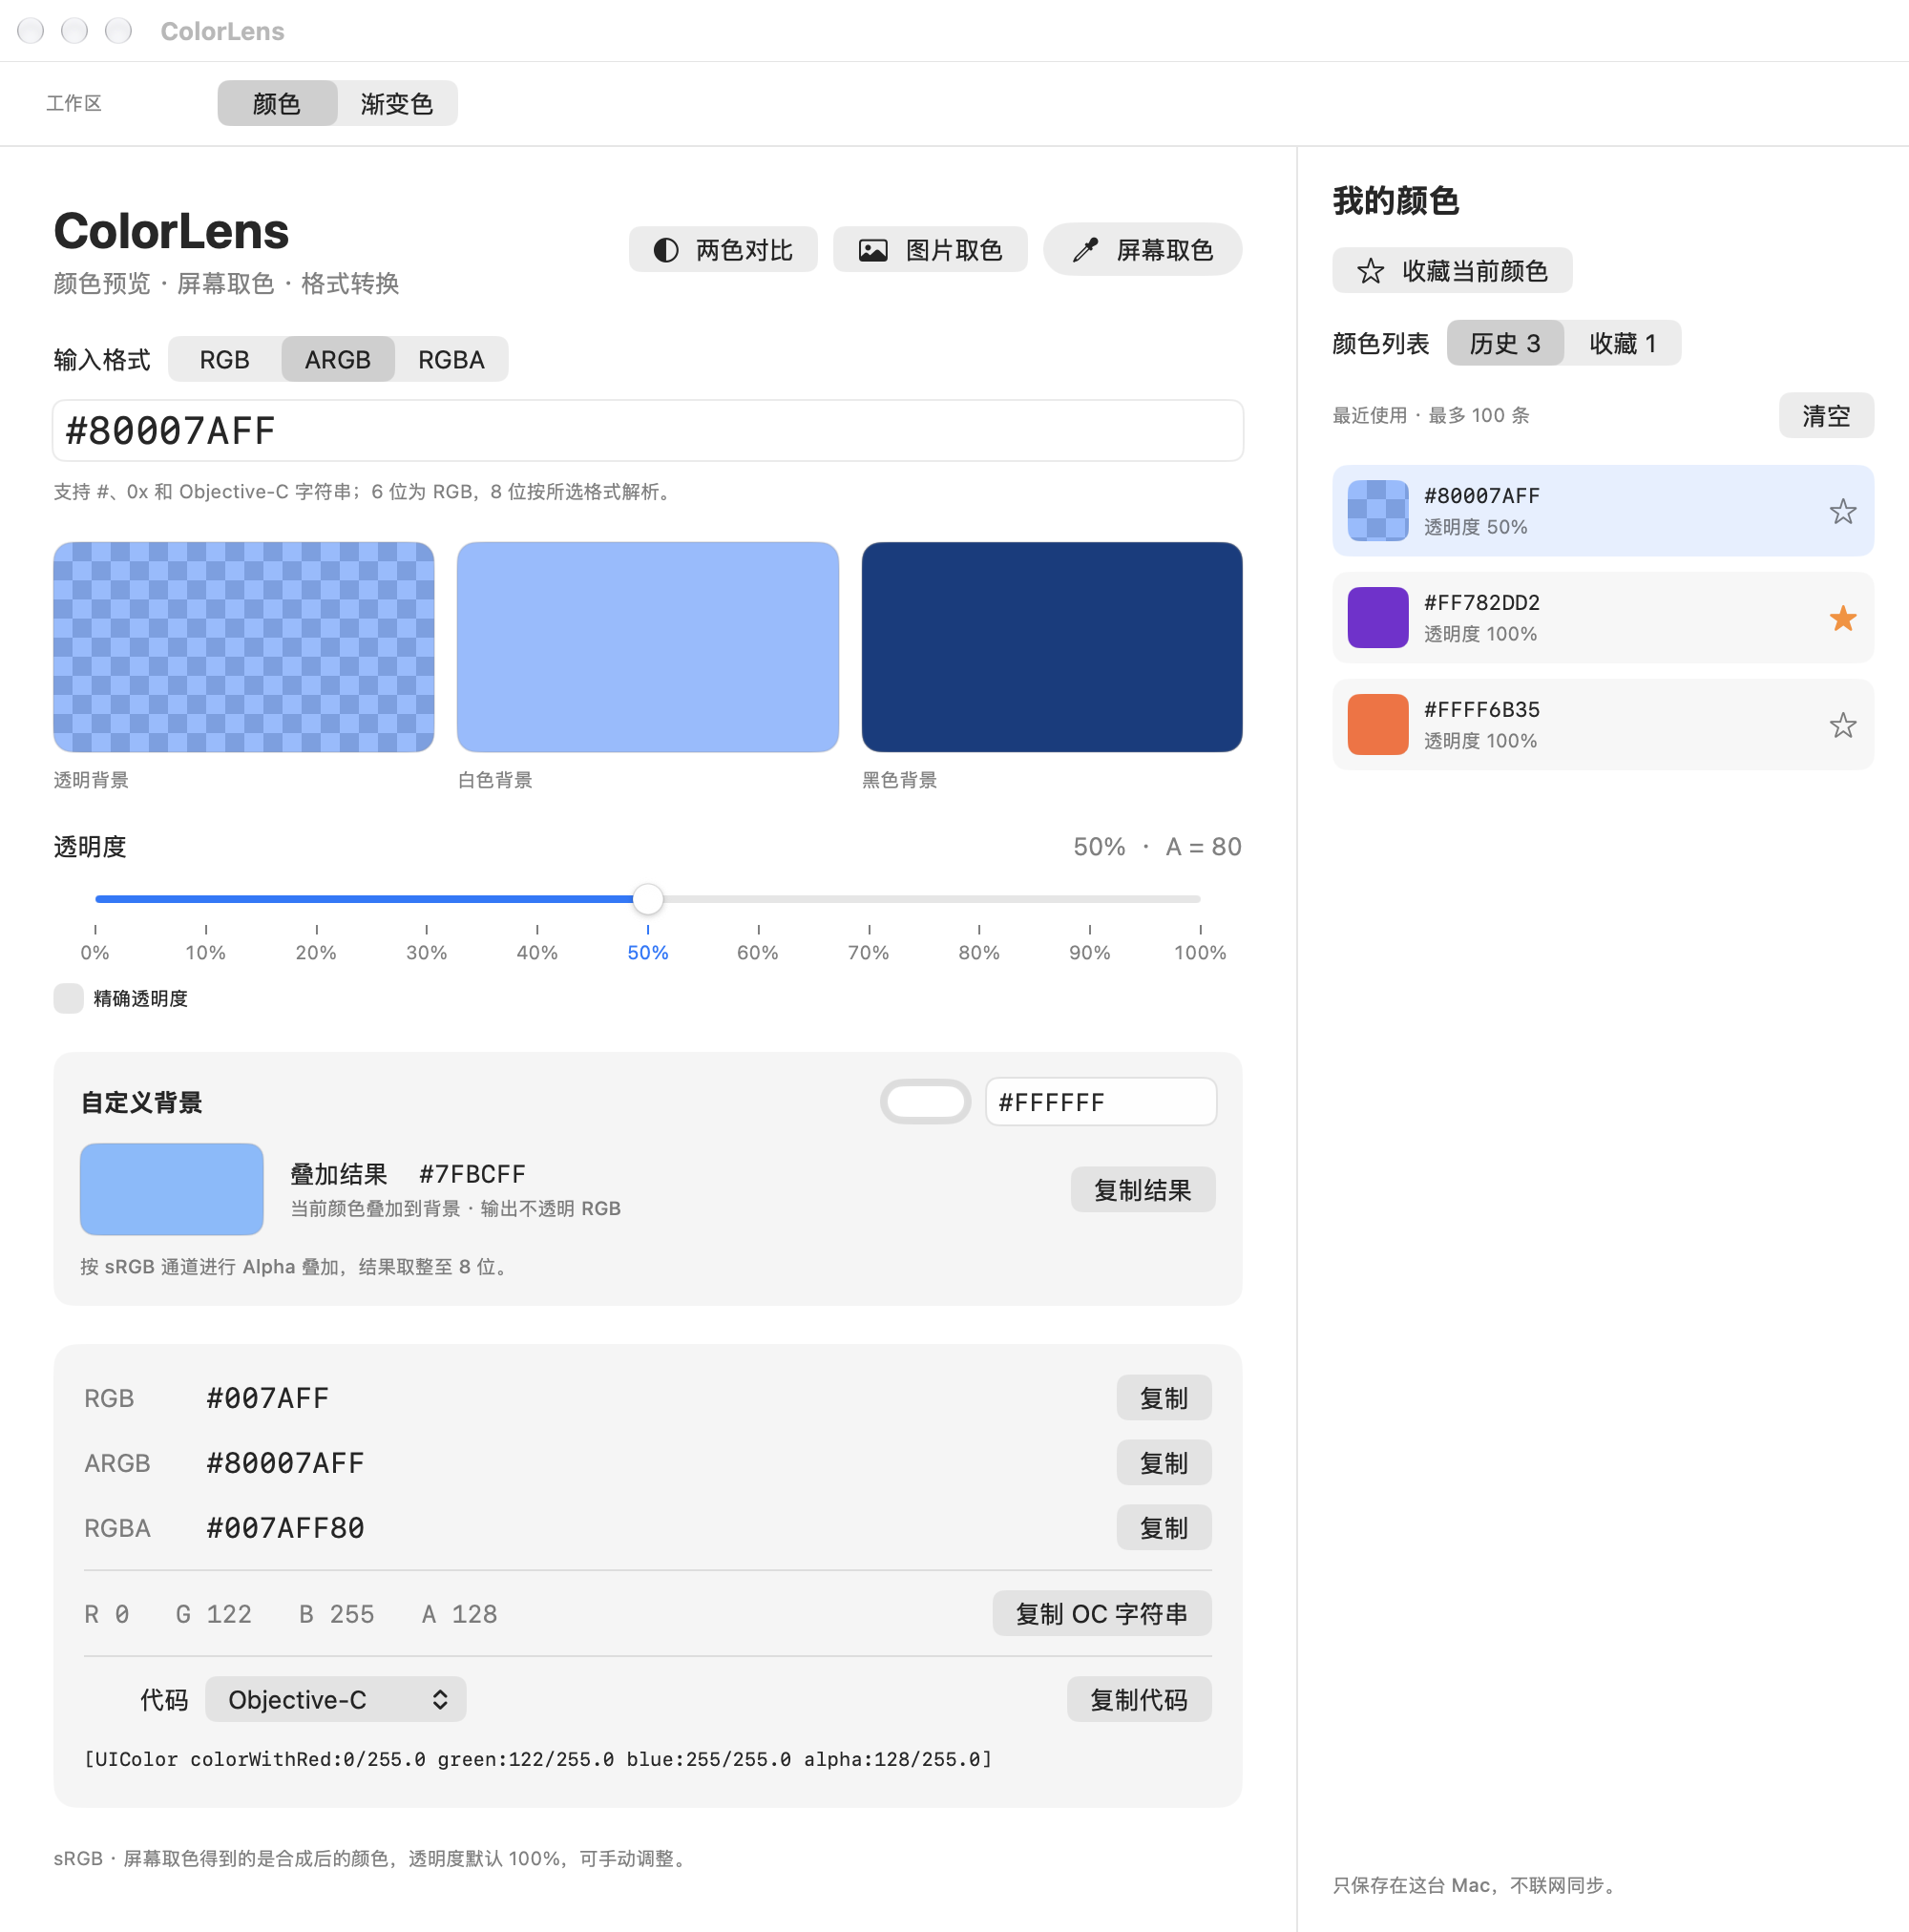 ColorLens
工作区
颜色 渐变色
ColorLens
颜色预览 · 屏幕取色 · 格式转换
两色对比 图片取色 屏幕取色
输入格式 RGB ARGB RGBA
#80007AFF
支持 #、0x 和 Objective-C 字符串；6 位为 RGB，8 位按所选格式解析。
透明背景 白色背景 黑色背景
透明度 50% · A = 80
0% 10% 20% 30% 40% 50% 60% 70% 80% 90% 100%
精确透明度
自定义背景 #FFFFFF
叠加结果 #7FBCFF
当前颜色叠加到背景 · 输出不透明 RGB
复制结果
按 sRGB 通道进行 Alpha 叠加，结果取整至 8 位。
RGB #007AFF 复制
ARGB #80007AFF 复制
RGBA #007AFF80 复制
R 0 G 122 B 255 A 128 复制 OC 字符串
代码 Objective-C 复制代码
[UIColor colorWithRed:0/255.0 green:122/255.0 blue:255/255.0 alpha:128/255.0]
sRGB · 屏幕取色得到的是合成后的颜色，透明度默认 100%，可手动调整。
我的颜色
收藏当前颜色
颜色列表 历史 3 收藏 1
最近使用 · 最多 100 条 清空
#80007AFF
透明度 50%
#FF782DD2
透明度 100%
#FFFF6B35
透明度 100%
只保存在这台 Mac，不联网同步。